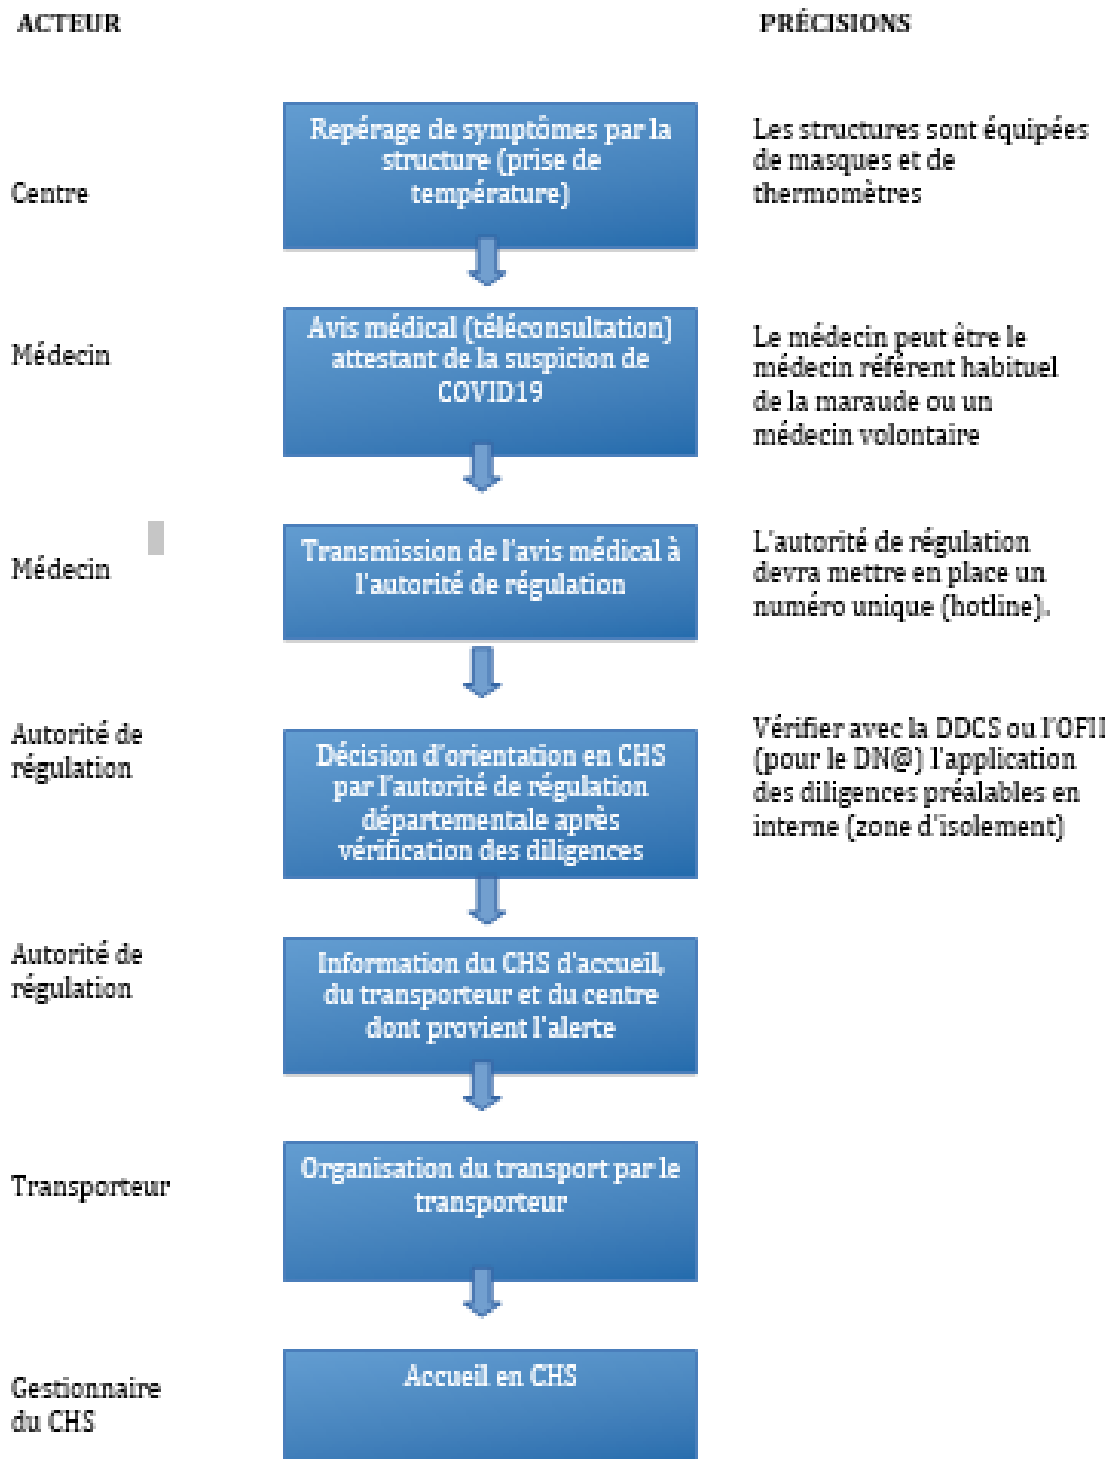 ACTEUR
PRÉCISIONS
Centre
Repérage de symptômes par la
structure (prise de
température)
Les structures sont équipées
de masques et de
thermomètres
Médecin
Avis médical (téléconsultation)
attestant de la suspicion de
COVID19
Le médecin peut être le
médecin référent habituel
de la maraude ou un
médecin volontaire
Médecin
Transmission de l'avis médical à
l'autorité de régulation
L'autorité de régulation
devra mettre en place un
numéro unique (hotline).
Autorité de
régulation
Décision d'orientation en CHS
par l'autorité de régulation
départementale après
vérification des diligences
Vérifier avec la DDCS ou l'OFII
(pour le DN@) l'application
des diligences préalables en
interne (zone d'isolement)
Autorité de
régulation
Information du CHS d'accueil,
du transporteur et du centre
dont provient l'alerte
Transporteur
Organisation du transport par le
transporteur
Gestionnaire
du CHS
Accueil en CHS